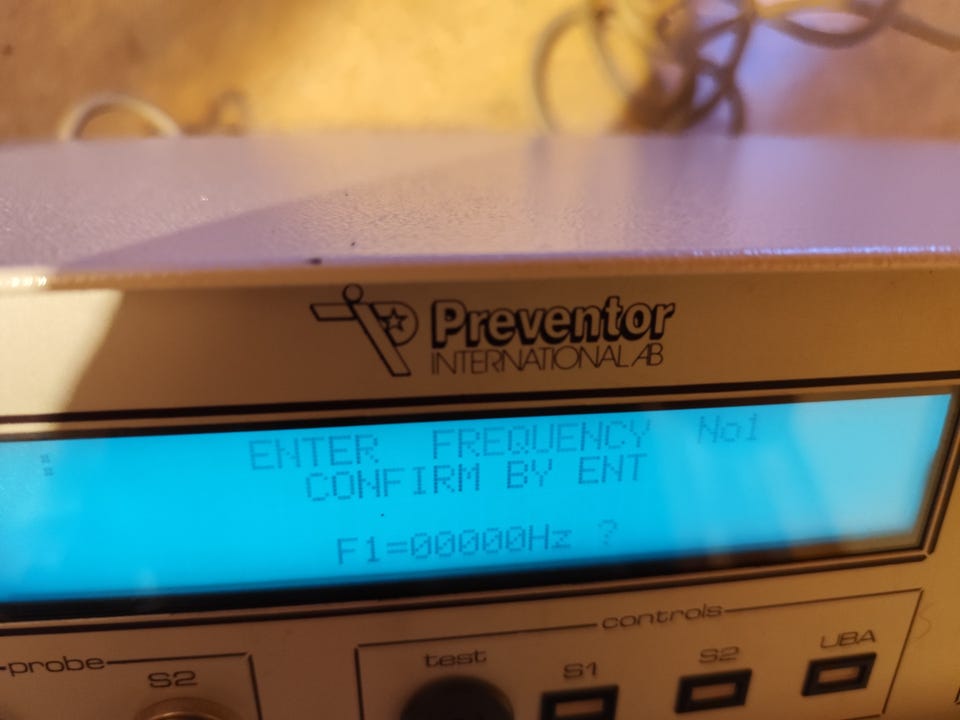 Preventor
INTERNATIONAL AB
: ENTER FREQUENCY No1
CONFIRM BY ENT
F1=00000Hz ?
probe
S2
controls
test
S1
S2
UBA